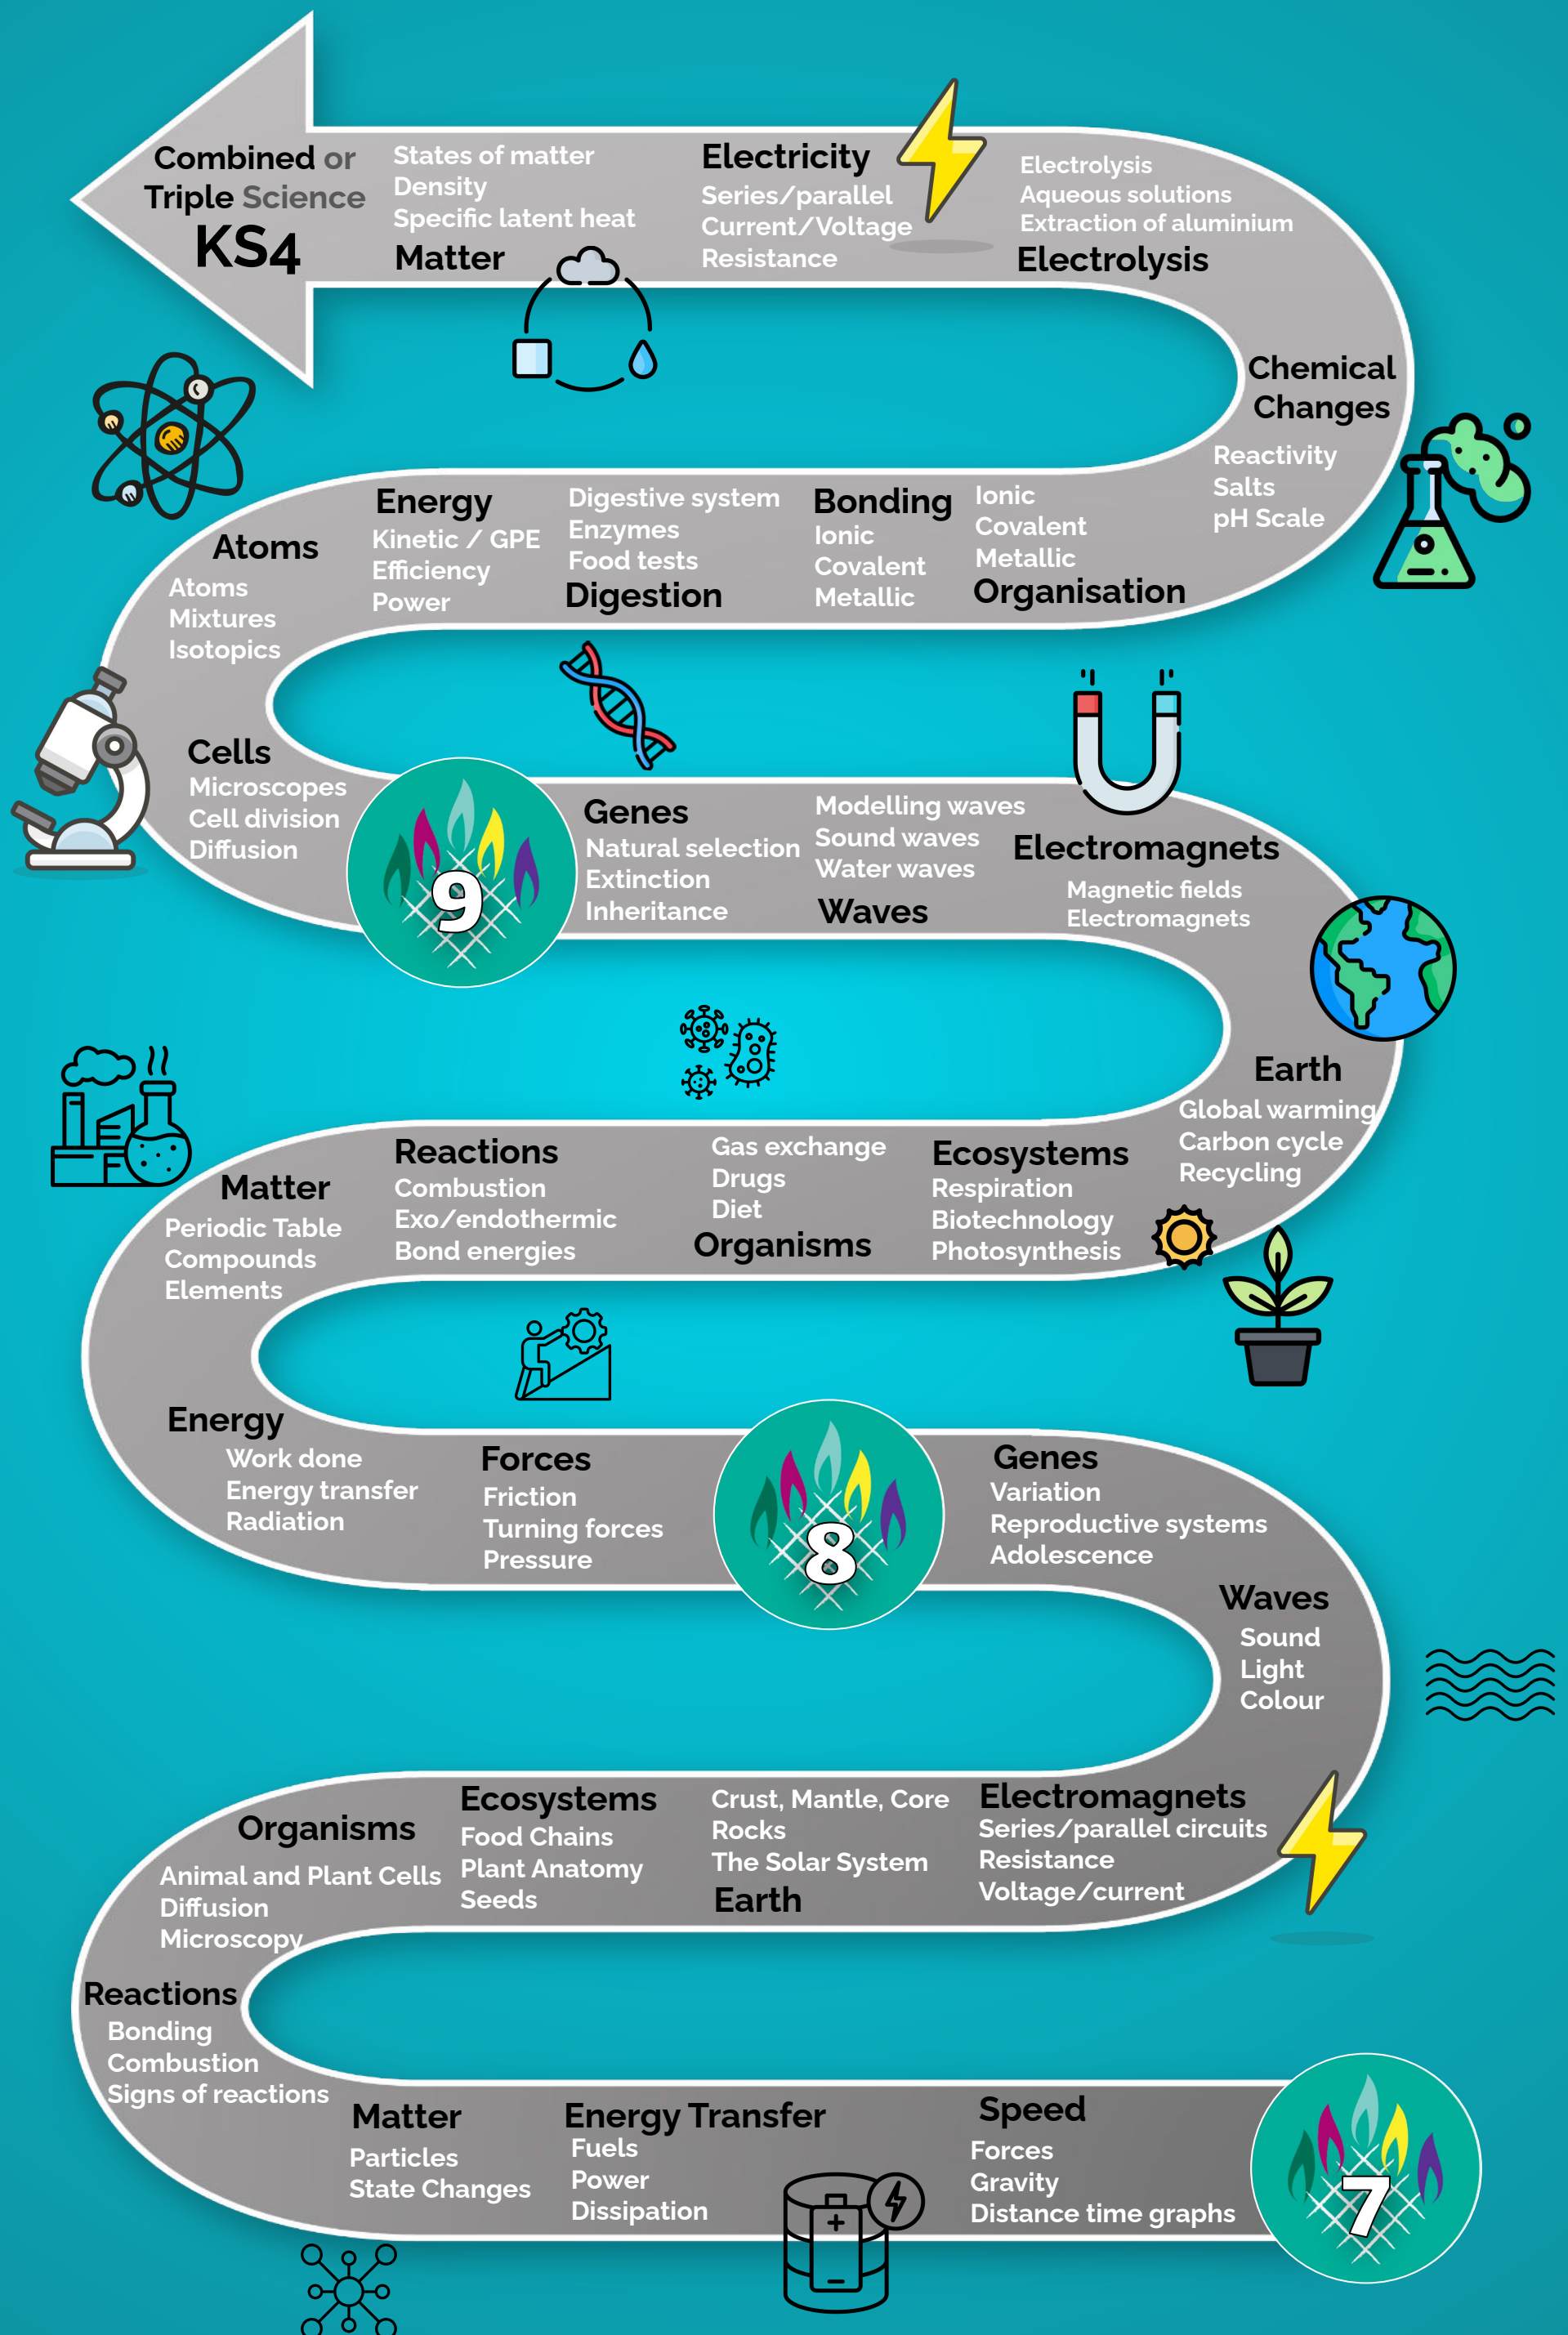 Combined or
Triple Science
KS4
States of matter
Density
Specific latent heat
Matter
Electricity
Series/parallel
Current/Voltage
Resistance
Electrolysis
Aqueous solutions
Extraction of aluminium
Electrolysis
Chemical
Changes
Reactivity
Salts
pH Scale
Atoms
Atoms
Mixtures
Isotopics
Energy
Kinetic / GPE
Efficiency
Power
Digestive system
Enzymes
Food tests
Digestion
Bonding
Ionic
Covalent
Metallic
Ionic
Covalent
Metallic
Organisation
Cells
Microscopes
Cell division
Diffusion
9
Genes
Natural selection
Extinction
Inheritance
Modelling waves
Sound waves
Water waves
Waves
Electromagnets
Magnetic fields
Electromagnets
Earth
Global warming
Carbon cycle
Recycling
Matter
Periodic Table
Compounds
Elements
Reactions
Combustion
Exo/endothermic
Bond energies
Gas exchange
Drugs
Diet
Organisms
Ecosystems
Respiration
Biotechnology
Photosynthesis
Energy
Work done
Energy transfer
Radiation
Forces
Friction
Turning forces
Pressure
8
Genes
Variation
Reproductive systems
Adolescence
Waves
Sound
Light
Colour
Organisms
Animal and Plant Cells
Diffusion
Microscopy
Ecosystems
Food Chains
Plant Anatomy
Seeds
Crust, Mantle, Core
Rocks
The Solar System
Earth
Electromagnets
Series/parallel circuits
Resistance
Voltage/current
Reactions
Bonding
Combustion
Signs of reactions
Matter
Particles
State Changes
Energy Transfer
Fuels
Power
Dissipation
Speed
Forces
Gravity
Distance time graphs
7